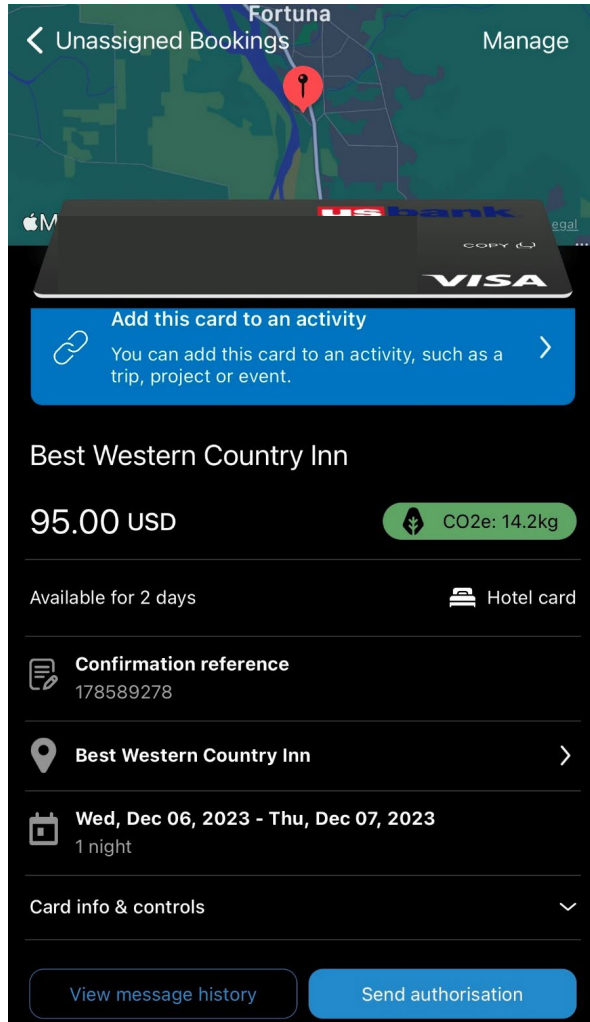 Fortuna
Unassigned Bookings
Manage
M
egal
usbank
COPY
VISA
Add this card to an activity
You can add this card to an activity, such as a
trip, project or event.
Best Western Country Inn
95.00 USD
CO2e: 14.2kg
Available for 2 days
Hotel card
Confirmation reference
178589278
Best Western Country Inn
Wed, Dec 06, 2023 - Thu, Dec 07, 2023
1 night
Card info & controls
View message history
Send authorisation